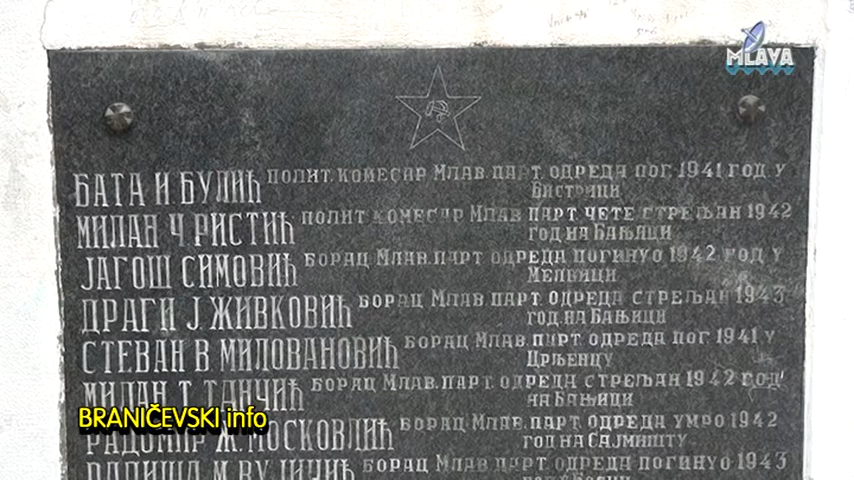 MLAVA
БАТА И. БУЛИЋ ПОЛИТ. КОМЕСАР МЛАВ. ПАРТ. ОДРЕДА ПОГ. 1941 ГОД У
БИСТРИЦИ
МИЛАН Ч. РИСТИЋ ПОЛИТ. КОМЕСАР МЛАВ. ПАРТ. ЧЕТЕ СТРЕЉАН 1942
ГОД НА БАЊИЦИ
ЈАГОШ СИМОВИЋ БОРАЦ МЛАВ. ПАРТ. ОДРЕДА ПОГИНУО 1942 ГОД У
МЕЛНИЦИ
ДРАГИ Ј. ЖИВКОВИЋ БОРАЦ МЛАВ. ПАРТ. ОДРЕДА СТРЕЉАН 1943
ГОД. НА БАЊИЦИ
СТЕВАН В. МИЛОВАНОВИЋ БОРАЦ МЛАВ. ПАРТ. ОДРЕДА ПОГ. 1941 У
ЦРЉЕНЦУ
МИЛАН Т. ТАНЧИЋ БОРАЦ МЛАВ. ПАРТ. ОДРЕДА СТРЕЉАН 1942 ГОД
НА БАЊИЦИ
BRANIČEVSKI info
РАДОМИР Ж. МОСКОВЛИЋ БОРАЦ МЛАВ. ПАРТ. ОДРЕДА УМРО 1942
ГОД НА САЈМИШТУ
М. БОРАЦ МЛАВ. ПАРТ. ОДРЕДА ПОГИНУО 1943